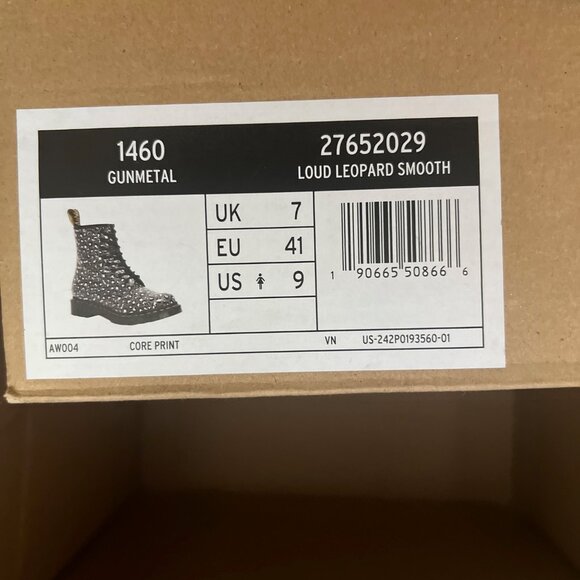 1460
GUNMETAL
27652029
LOUD LEOPARD SMOOTH
UK 7
EU 41
US 9
1 90665 50866 6
AW004
CORE PRINT
VN
US-242P0193560-01